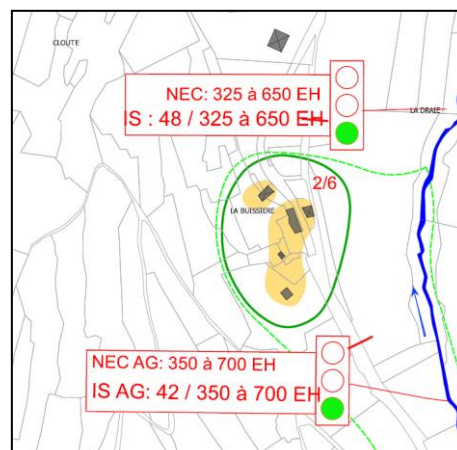 CLOUTE
NEC: 325 à 650 EH
IS : 48 / 325 à 650 EH
LA DRAIE
2/6
LA BUISSIERE
NEC AG: 350 à 700 EH
IS AG: 42 / 350 à 700 EH